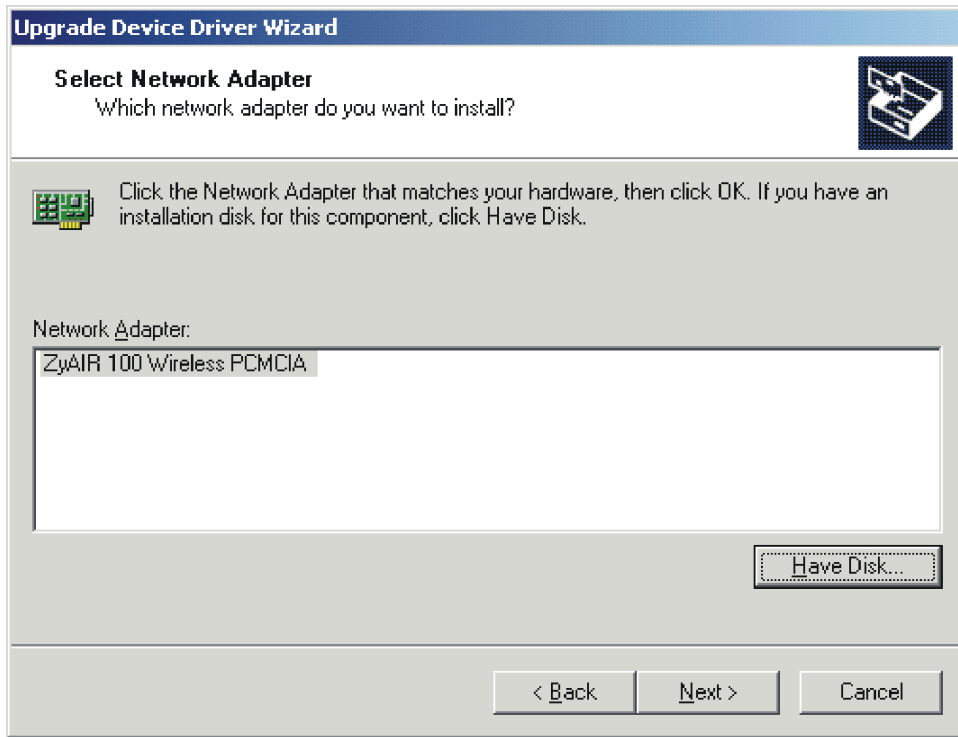 Upgrade Device Driver Wizard
Select Network Adapter
Which network adapter do you want to install?
Click the Network Adapter that matches your hardware, then click OK. If you have an
installation disk for this component, click Have Disk.
Network Adapter:
ZyAIR 100 Wireless PCMCIA
Have Disk...
< Back
Next >
Cancel